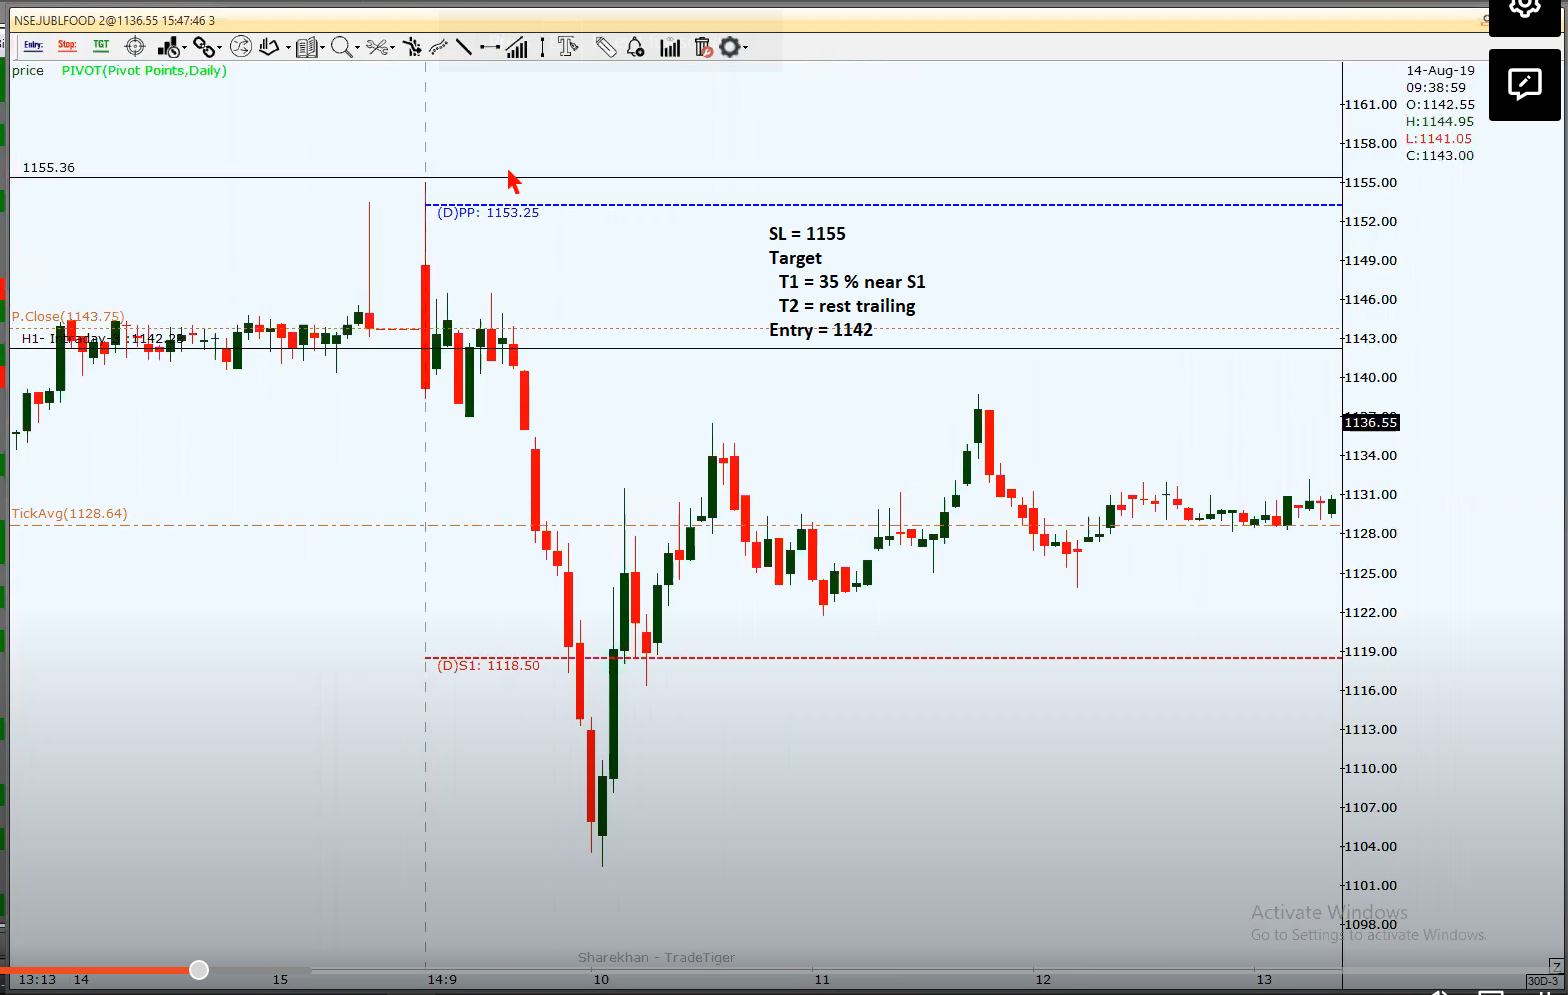 NSEJUBLFOOD 2@1136.55 15:47:46 3
Entry: Stop: TGT
price PIVOT(Pivot Points,Daily)
14-Aug-19
09:38:59
O:1142.55
H:1144.95
L:1141.05
C:1143.00
1161.00
1158.00
1155.36
1155.00
(D)PP: 1153.25
1152.00
SL = 1155
Target
T1 = 35 % near S1
T2 = rest trailing
Entry = 1142
1149.00
1146.00
P.Close(1143.75)
H1- Intraday-3 :1142.25
1143.00
1140.00
1137.00
1136.55
1134.00
1131.00
TickAvg(1128.64)
1128.00
1125.00
1122.00
1119.00
(D)S1: 1118.50
1116.00
1113.00
1110.00
1107.00
1104.00
1101.00
1098.00
Activate Windows
Go to Settings to activate Windows.
Sharekhan - TradeTiger
13:13 14 15 14:9 10 11 12 13
Z
30D-3